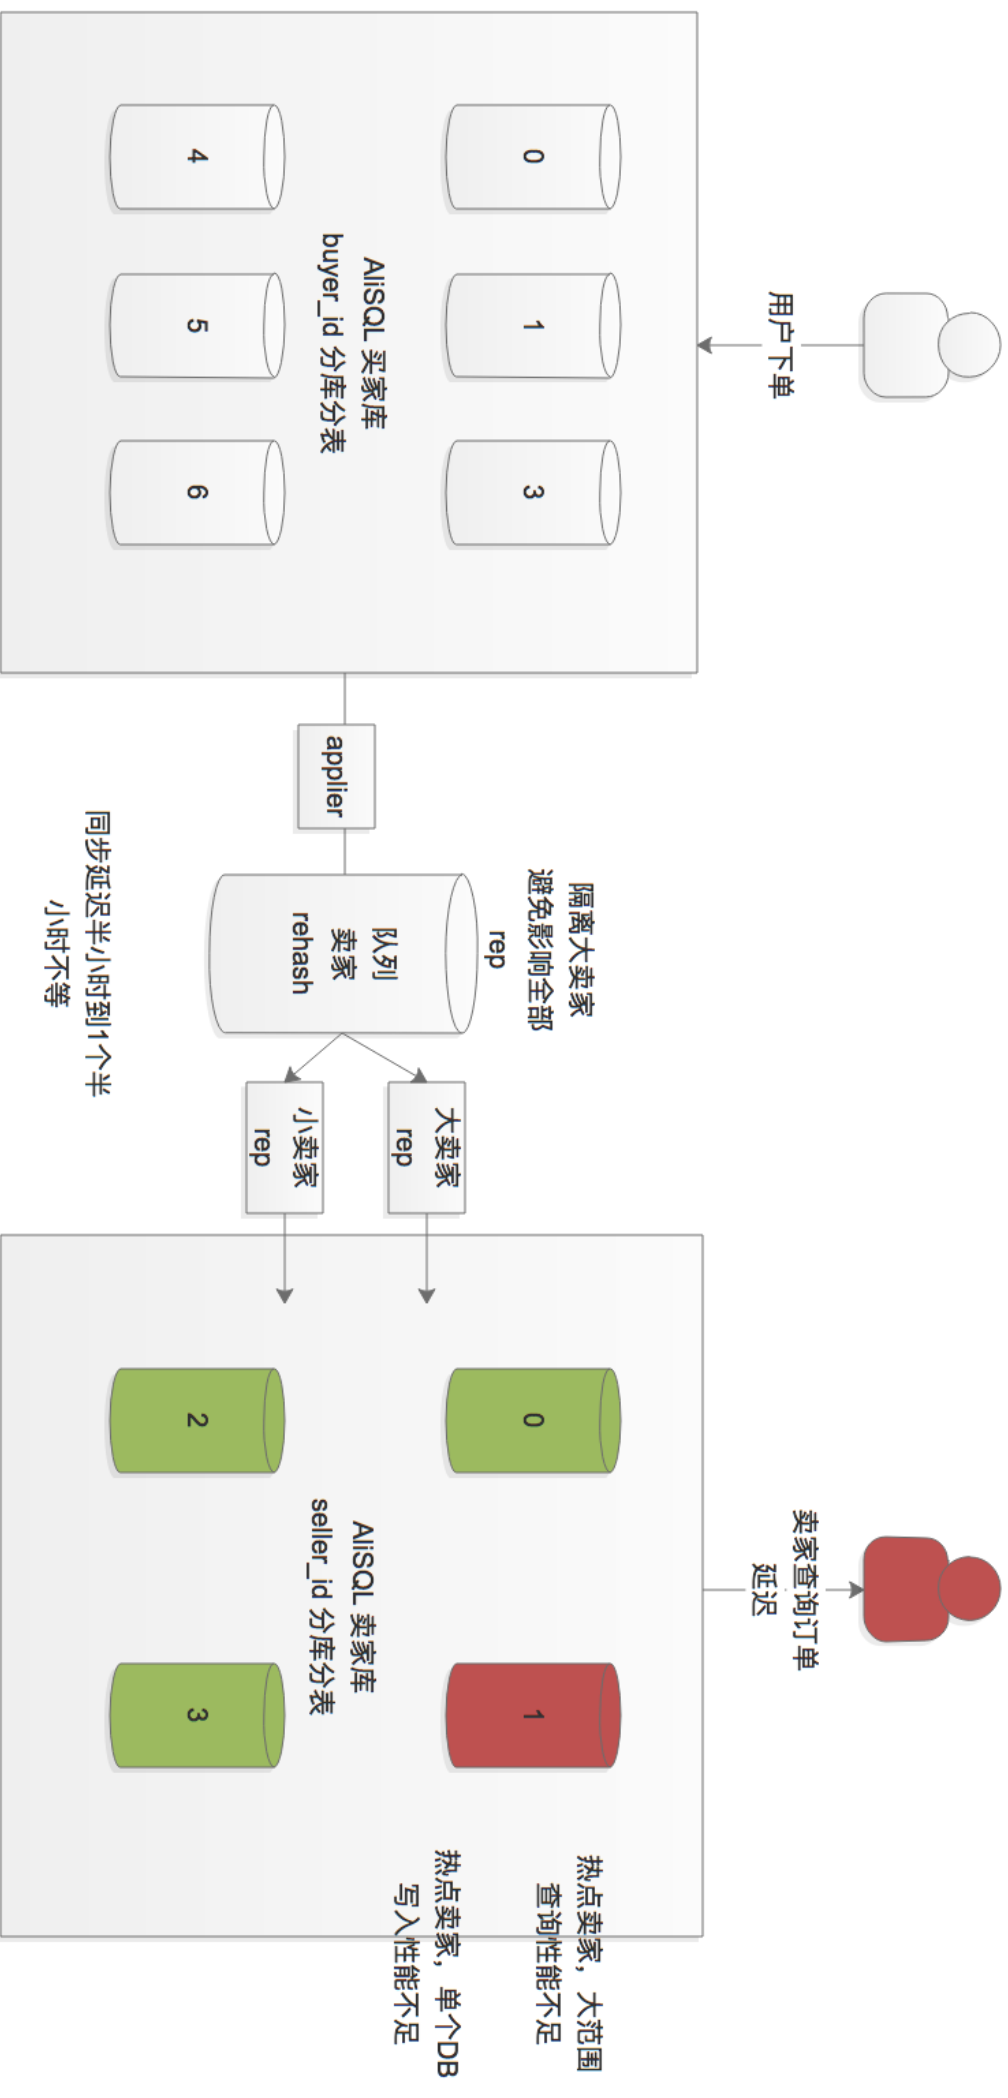 用户下单
0
1
3
AliSQL 买家库
buyer_id 分库分表
4
5
6
applier
隔离大卖家
避免影响全部
rep
队列
卖家
rehash
同步延迟半小时到1个半
小时不等
大卖家
rep
小卖家
rep
卖家查询订单
延迟
0
1
AliSQL 卖家库
seller_id 分库分表
2
3
热点卖家，大范围
查询性能不足
热点卖家，单个DB
写入性能不足